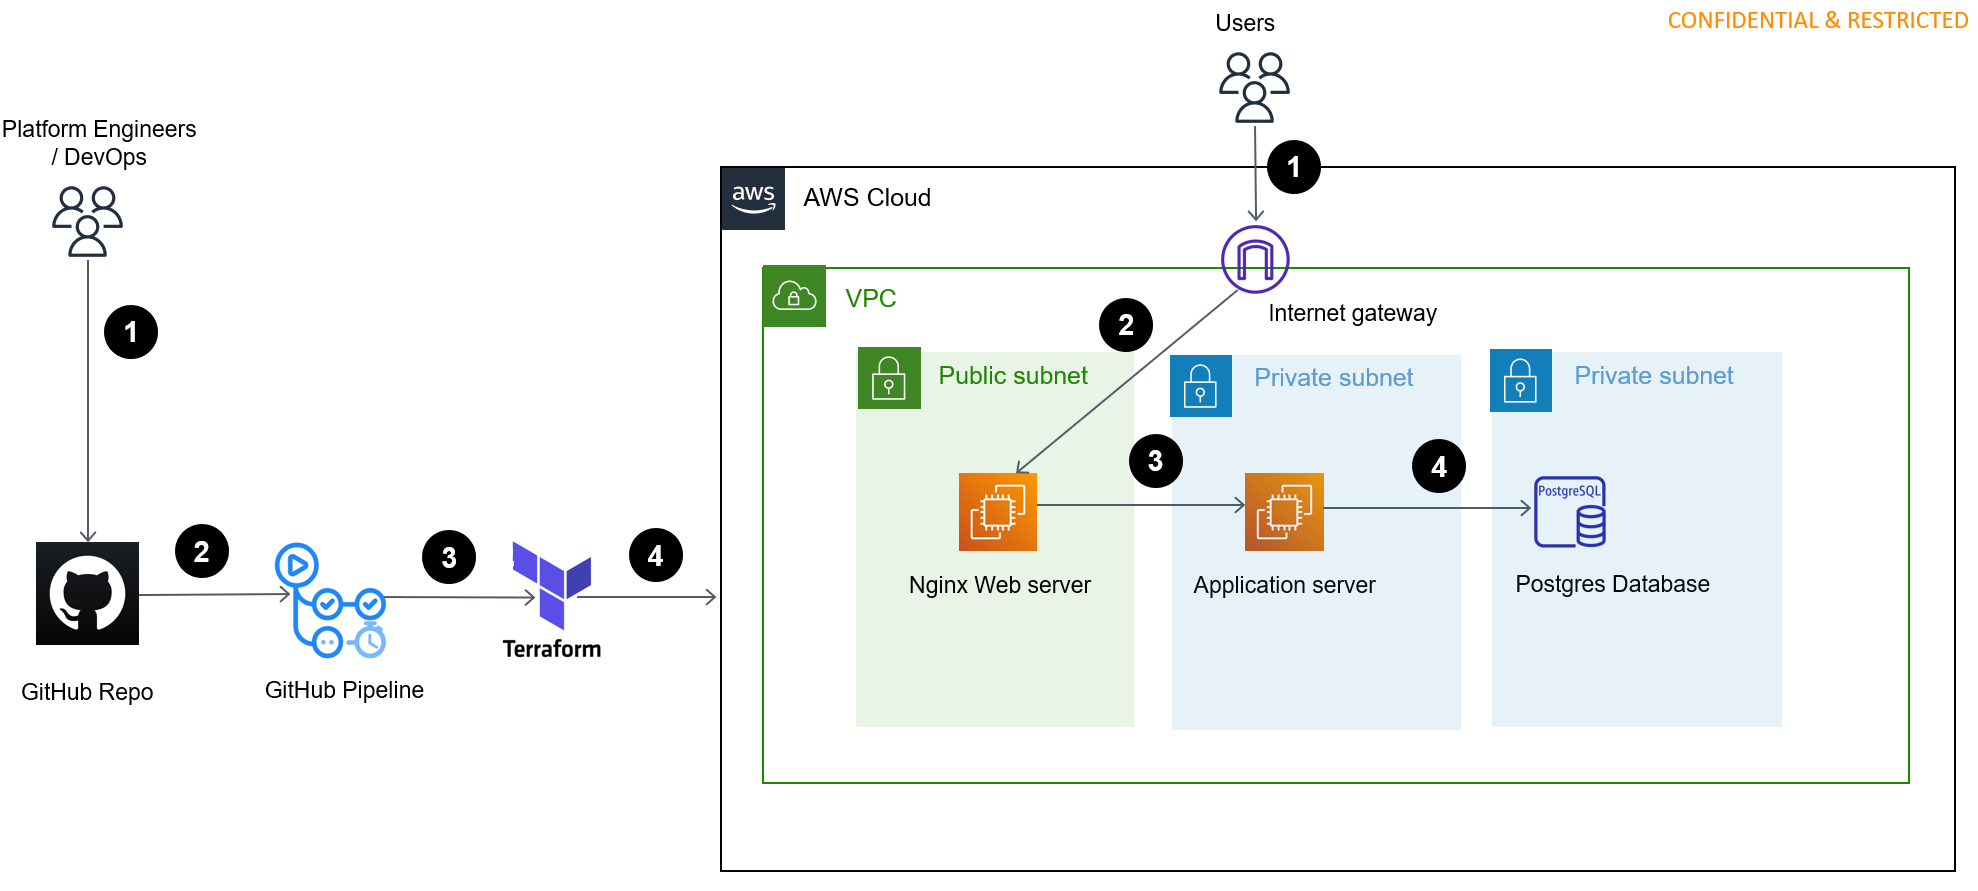 Users
CONFIDENTIAL & RESTRICTED
Platform Engineers
/ DevOps
1
aws
AWS Cloud
1
VPC
Internet gateway
2
Public subnet
Private subnet
Private subnet
3
4
PostgreSQL
Nginx Web server
Application server
Postgres Database
2
3
4
Terraform
GitHub Repo
GitHub Pipeline